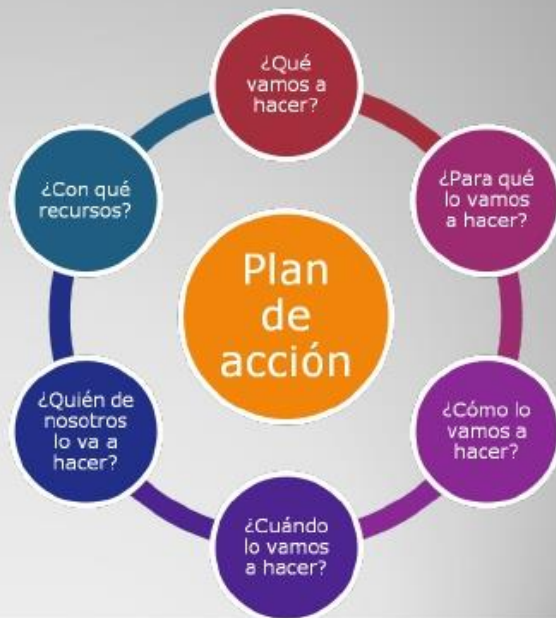 ¿Qué
vamos a
hacer?
¿Para qué
lo vamos
a hacer?
¿Cómo lo
vamos a
hacer?
¿Cuándo
lo vamos
a hacer?
¿Quién de
nosotros
lo va a
hacer?
¿Con qué
recursos?
Plan
de
acción